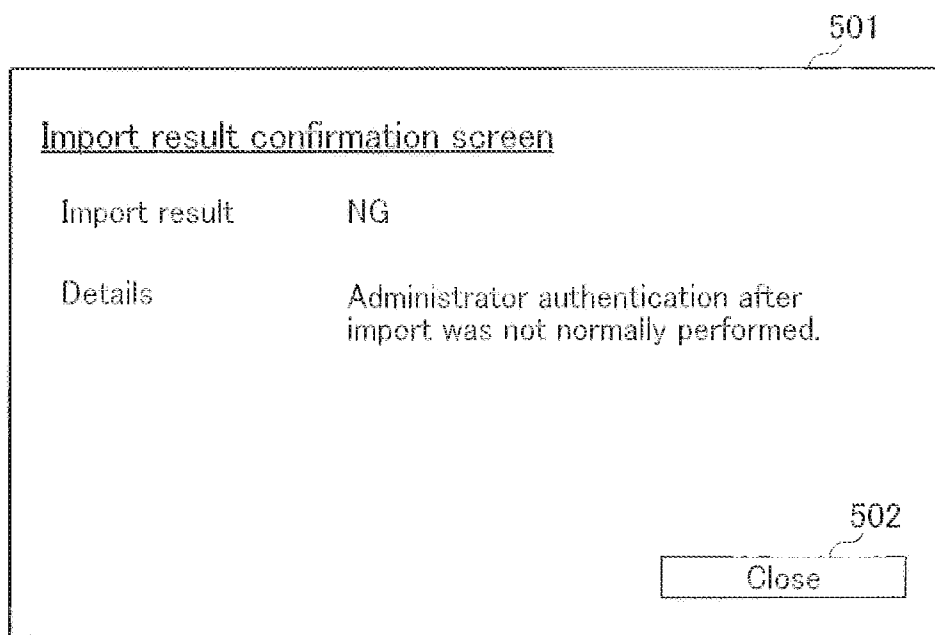 501
Import result confirmation screen
Import result NG
Details Administrator authentication after
import was not normally performed.
502
Close